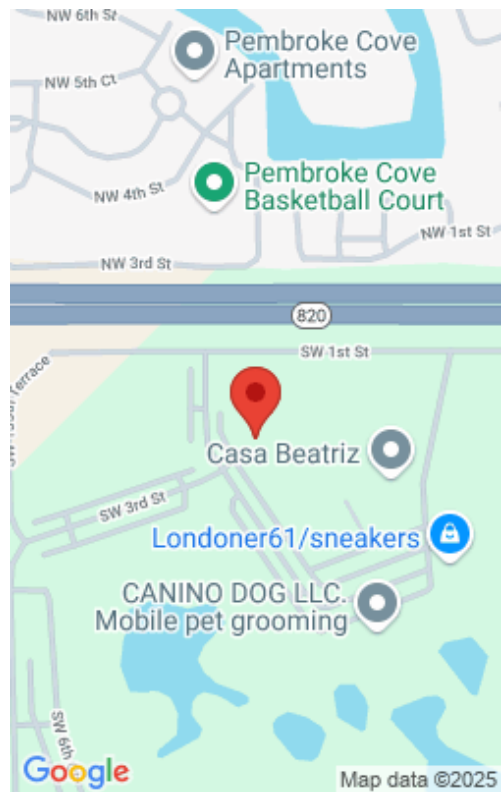 NW 6th St
Pembroke Cove
Apartments
NW 5th Ct
Pembroke Cove
Basketball Court
NW 4th St
NW 1st St
NW 3rd St
820
SW 1st St
Terrace
Casa Beatriz
SW 3rd St
Londoner61/sneakers
CANINO DOG LLC.
Mobile pet grooming
SW 6th
Google
Map data ©2025